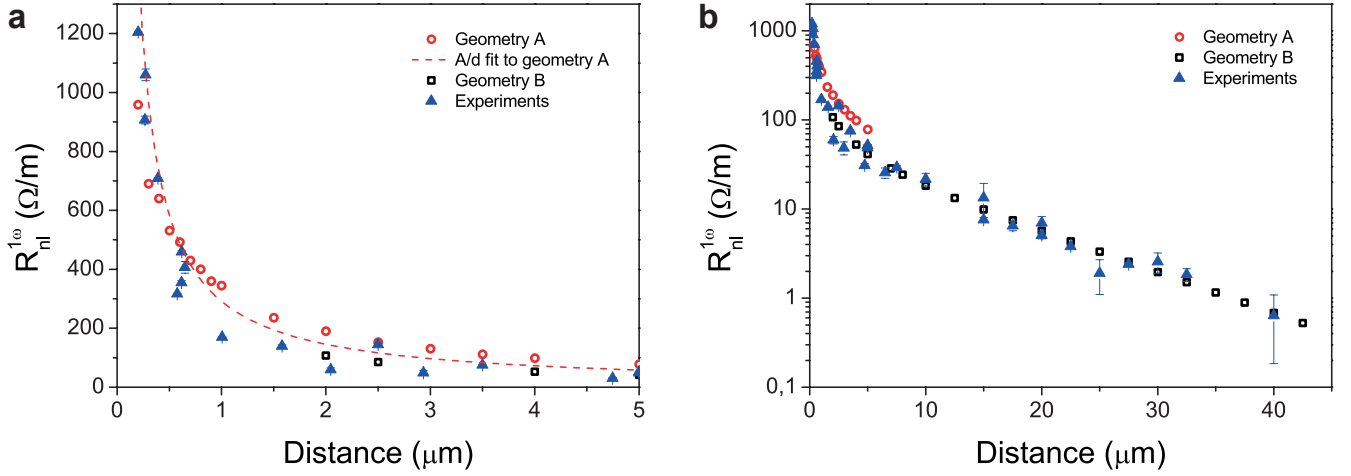 a
1200
1000
800
600
400
200
0
0 1 2 3 4 5
R_nl^1ω (Ω/m)
Distance (μm)
Geometry A
A/d fit to geometry A
Geometry B
Experiments
b
1000
100
10
1
0,1
0 10 20 30 40
R_nl^1ω (Ω/m)
Distance (μm)
Geometry A
Geometry B
Experiments